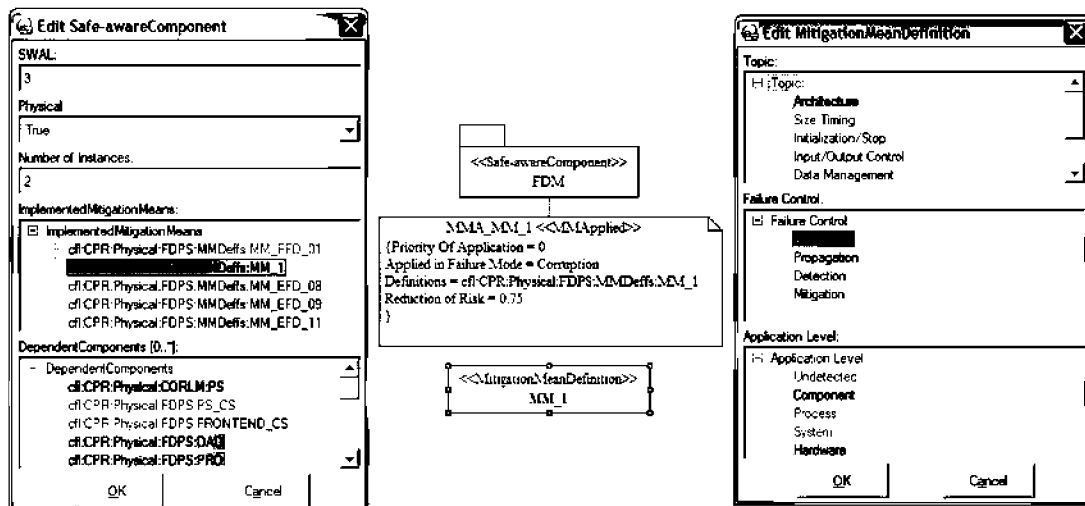 Edit Safe-awareComponent
SWAL:
3
Physical
True
Number of Instances.
2
ImplementedMitigationMeans:
ImplementedMitigationMeans
cfl:CPR:Physical:FDPS:MMDeffs:MM_EFD_01
Deffs:MM_1
cfl:CPR:Physical:FDPS:MMDeffs:MM_EFD_08
cfl:CPR:Physical:FDPS:MMDeffs:MM_EFD_09
cfl:CPR:Physical:FDPS:MMDeffs:MM_EFD_11
DependentComponents [0..*]:
DependentComponents
cfl:CPR:Physical:CORLM:PS
cfl:CPR:Physical:FDPS:PS_CS
cfl:CPR:Physical:FDPS:FRONTEND_CS
cfl:CPR:Physical:FDPS:DAO
cfl:CPR:Physical:FDPS:PRO
OK Cancel
<<Safe-awareComponent>>
FDM
MMA_MM_1 <<MMApplied>>
{Priority Of Application = 0
Applied in Failure Mode = Corruption
Definitions = cfl:CPR:Physical:FDPS:MMDeffs:MM_1
Reduction of Risk = 0.75
}
<<MitigationMeanDefinition>>
MM_1
Edit MitigationMeanDefinition
Topic:
Topic:
Architecture
Size Timing
Initialization/Stop
Input/Output Control
Data Management
Failure Control.
Failure Control
Propagation
Detection
Mitigation
Application Level:
Application Level
Undetected
Component
Process
System
Hardware
OK Cancel